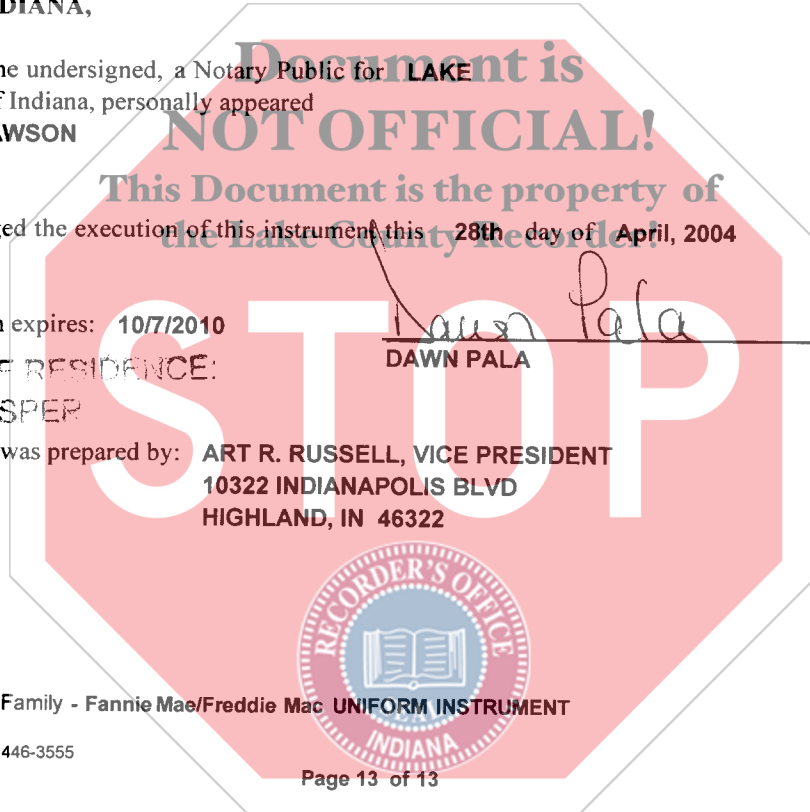 DIANA,
Document is
ne undersigned, a Notary Public for LAKE
f Indiana, personally appeared
NOT OFFICIAL!
AWSON
This Document is the property of
the Lake County Recorder!
ed the execution of this instrument this 28th day of April, 2004
STOP
n expires: 10/7/2010
Dawn Pala
DAWN PALA
F RESIDENCE:
SPER
was prepared by: ART R. RUSSELL, VICE PRESIDENT
10322 INDIANAPOLIS BLVD
HIGHLAND, IN 46322
RECORDER'S OFFICE
SEAL
INDIANA
Family - Fannie Mae/Freddie Mac UNIFORM INSTRUMENT
446-3555
Page 13 of 13